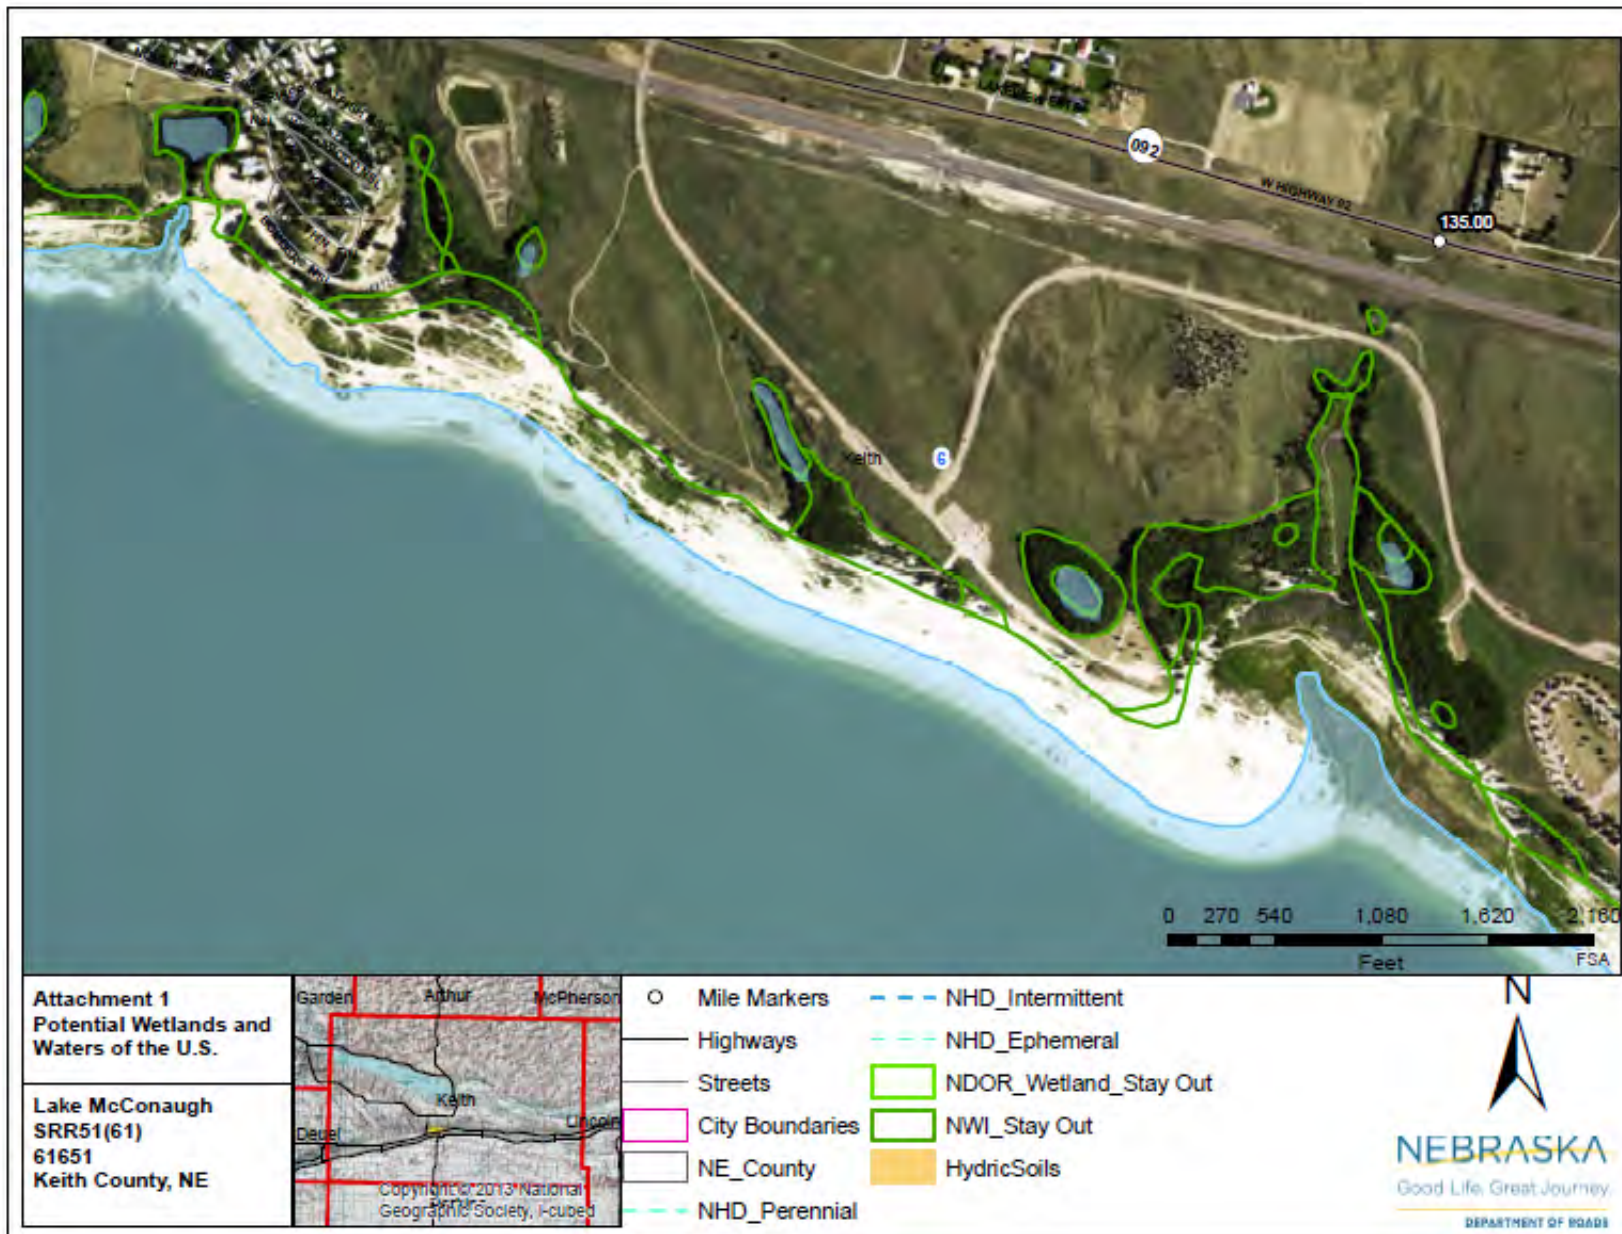 LAKEVIEW EST RD
092
W HIGHWAY 92
135.00
Keith
6
0 270 540 1,080 1,620 2,160
Feet
FSA
Attachment 1
Potential Wetlands and
Waters of the U.S.
Lake McConaugh
SRR51(61)
61651
Keith County, NE
Garden Arthur McPherson
Keith
Deuel Lincoln
Copyright © 2013 National
Geographic Society, i-cubed
Mile Markers
Highways
Streets
City Boundaries
NE_County
NHD_Perennial
NHD_Intermittent
NHD_Ephemeral
NDOR_Wetland_Stay Out
NWI_Stay Out
HydricSoils
N
NEBRASKA
Good Life. Great Journey.
DEPARTMENT OF ROADS